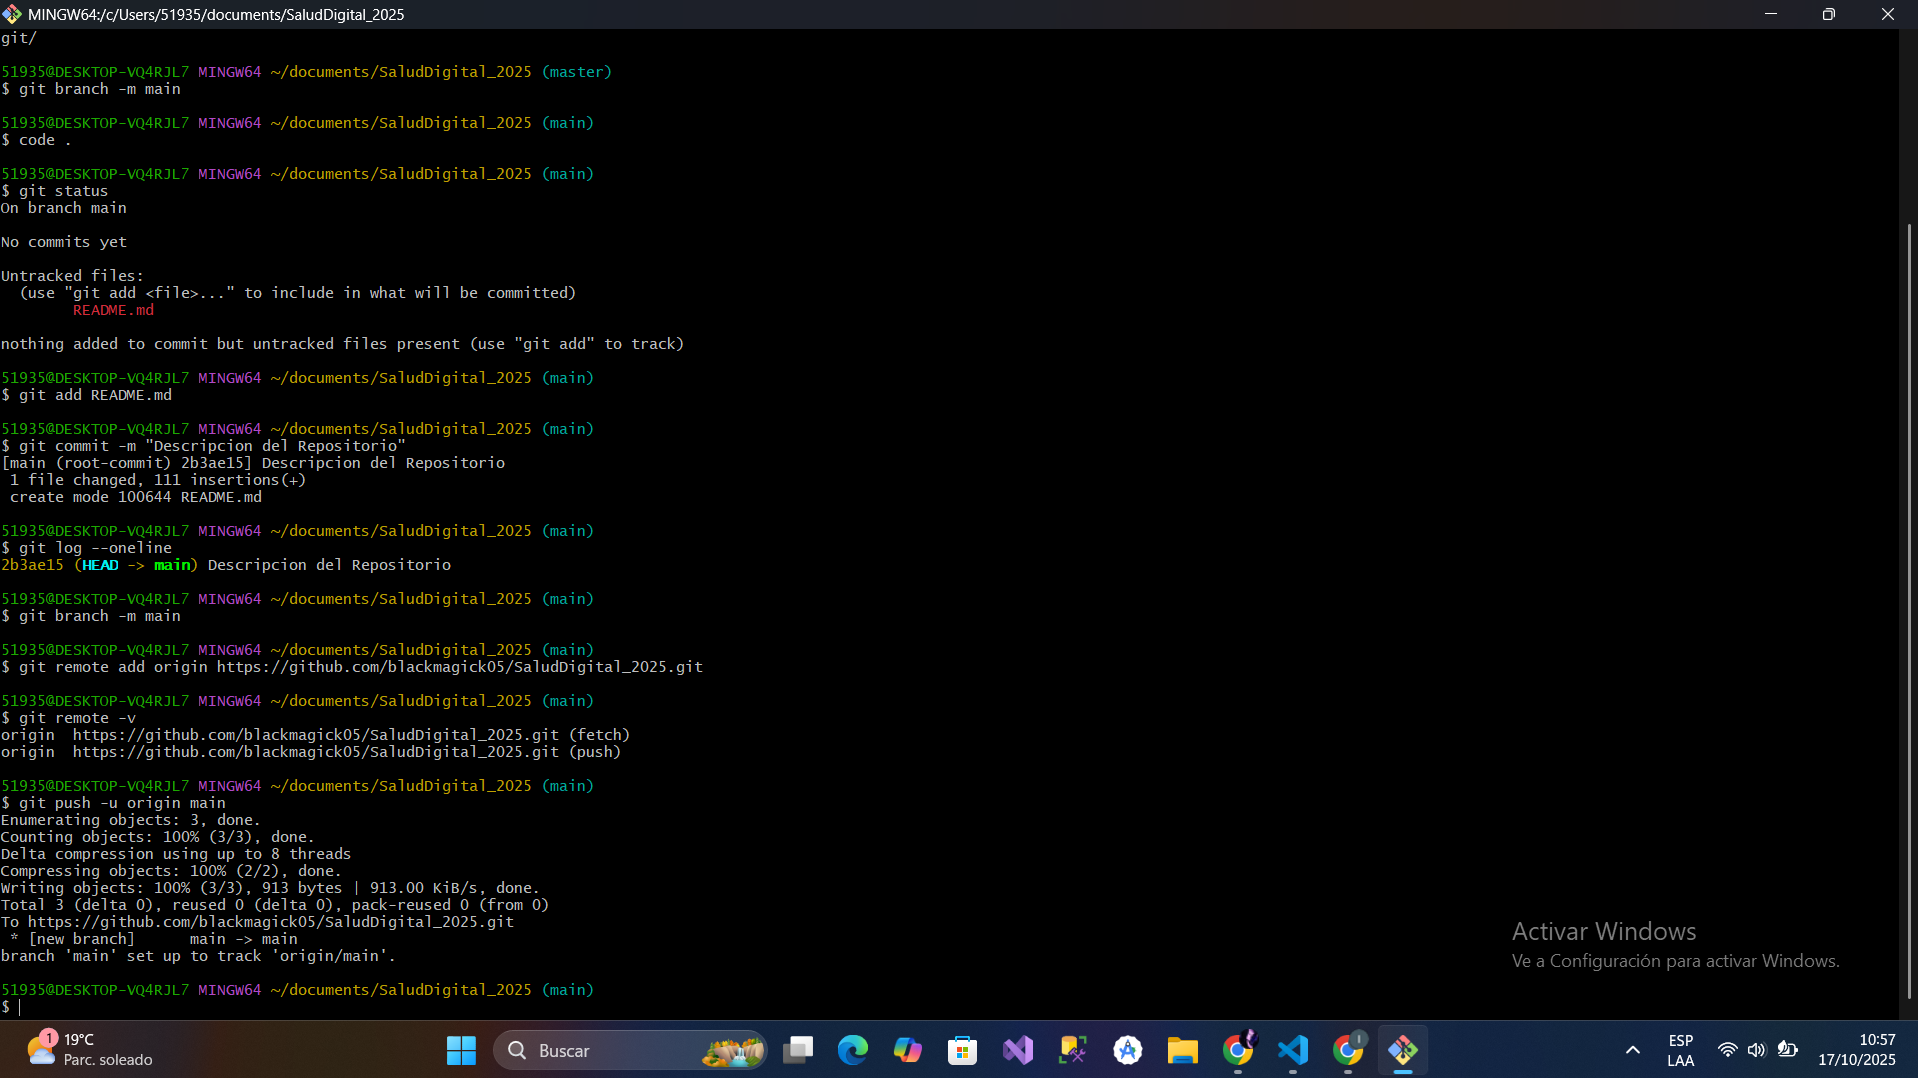 MINGW64:/c/Users/51935/documents/SaludDigital_2025
git/
51935@DESKTOP-VQ4RJL7 MINGW64 ~/documents/SaludDigital_2025 (master)
$ git branch -m main
51935@DESKTOP-VQ4RJL7 MINGW64 ~/documents/SaludDigital_2025 (main)
$ code .
51935@DESKTOP-VQ4RJL7 MINGW64 ~/documents/SaludDigital_2025 (main)
$ git status
On branch main
No commits yet
Untracked files:
  (use "git add <file>..." to include in what will be committed)
        README.md
nothing added to commit but untracked files present (use "git add" to track)
51935@DESKTOP-VQ4RJL7 MINGW64 ~/documents/SaludDigital_2025 (main)
$ git add README.md
51935@DESKTOP-VQ4RJL7 MINGW64 ~/documents/SaludDigital_2025 (main)
$ git commit -m "Descripcion del Repositorio"
[main (root-commit) 2b3ae15] Descripcion del Repositorio
 1 file changed, 111 insertions(+)
 create mode 100644 README.md
51935@DESKTOP-VQ4RJL7 MINGW64 ~/documents/SaludDigital_2025 (main)
$ git log --oneline
2b3ae15 (HEAD -> main) Descripcion del Repositorio
51935@DESKTOP-VQ4RJL7 MINGW64 ~/documents/SaludDigital_2025 (main)
$ git branch -m main
51935@DESKTOP-VQ4RJL7 MINGW64 ~/documents/SaludDigital_2025 (main)
$ git remote add origin https://github.com/blackmagick05/SaludDigital_2025.git
51935@DESKTOP-VQ4RJL7 MINGW64 ~/documents/SaludDigital_2025 (main)
$ git remote -v
origin  https://github.com/blackmagick05/SaludDigital_2025.git (fetch)
origin  https://github.com/blackmagick05/SaludDigital_2025.git (push)
51935@DESKTOP-VQ4RJL7 MINGW64 ~/documents/SaludDigital_2025 (main)
$ git push -u origin main
Enumerating objects: 3, done.
Counting objects: 100% (3/3), done.
Delta compression using up to 8 threads
Compressing objects: 100% (2/2), done.
Writing objects: 100% (3/3), 913 bytes | 913.00 KiB/s, done.
Total 3 (delta 0), reused 0 (delta 0), pack-reused 0 (from 0)
To https://github.com/blackmagick05/SaludDigital_2025.git
 * [new branch]      main -> main
branch 'main' set up to track 'origin/main'.
51935@DESKTOP-VQ4RJL7 MINGW64 ~/documents/SaludDigital_2025 (main)
$
Activar Windows
Ve a Configuración para activar Windows.
1
19°C
Parc. soleado
Buscar
ESP
LAA
10:57
17/10/2025